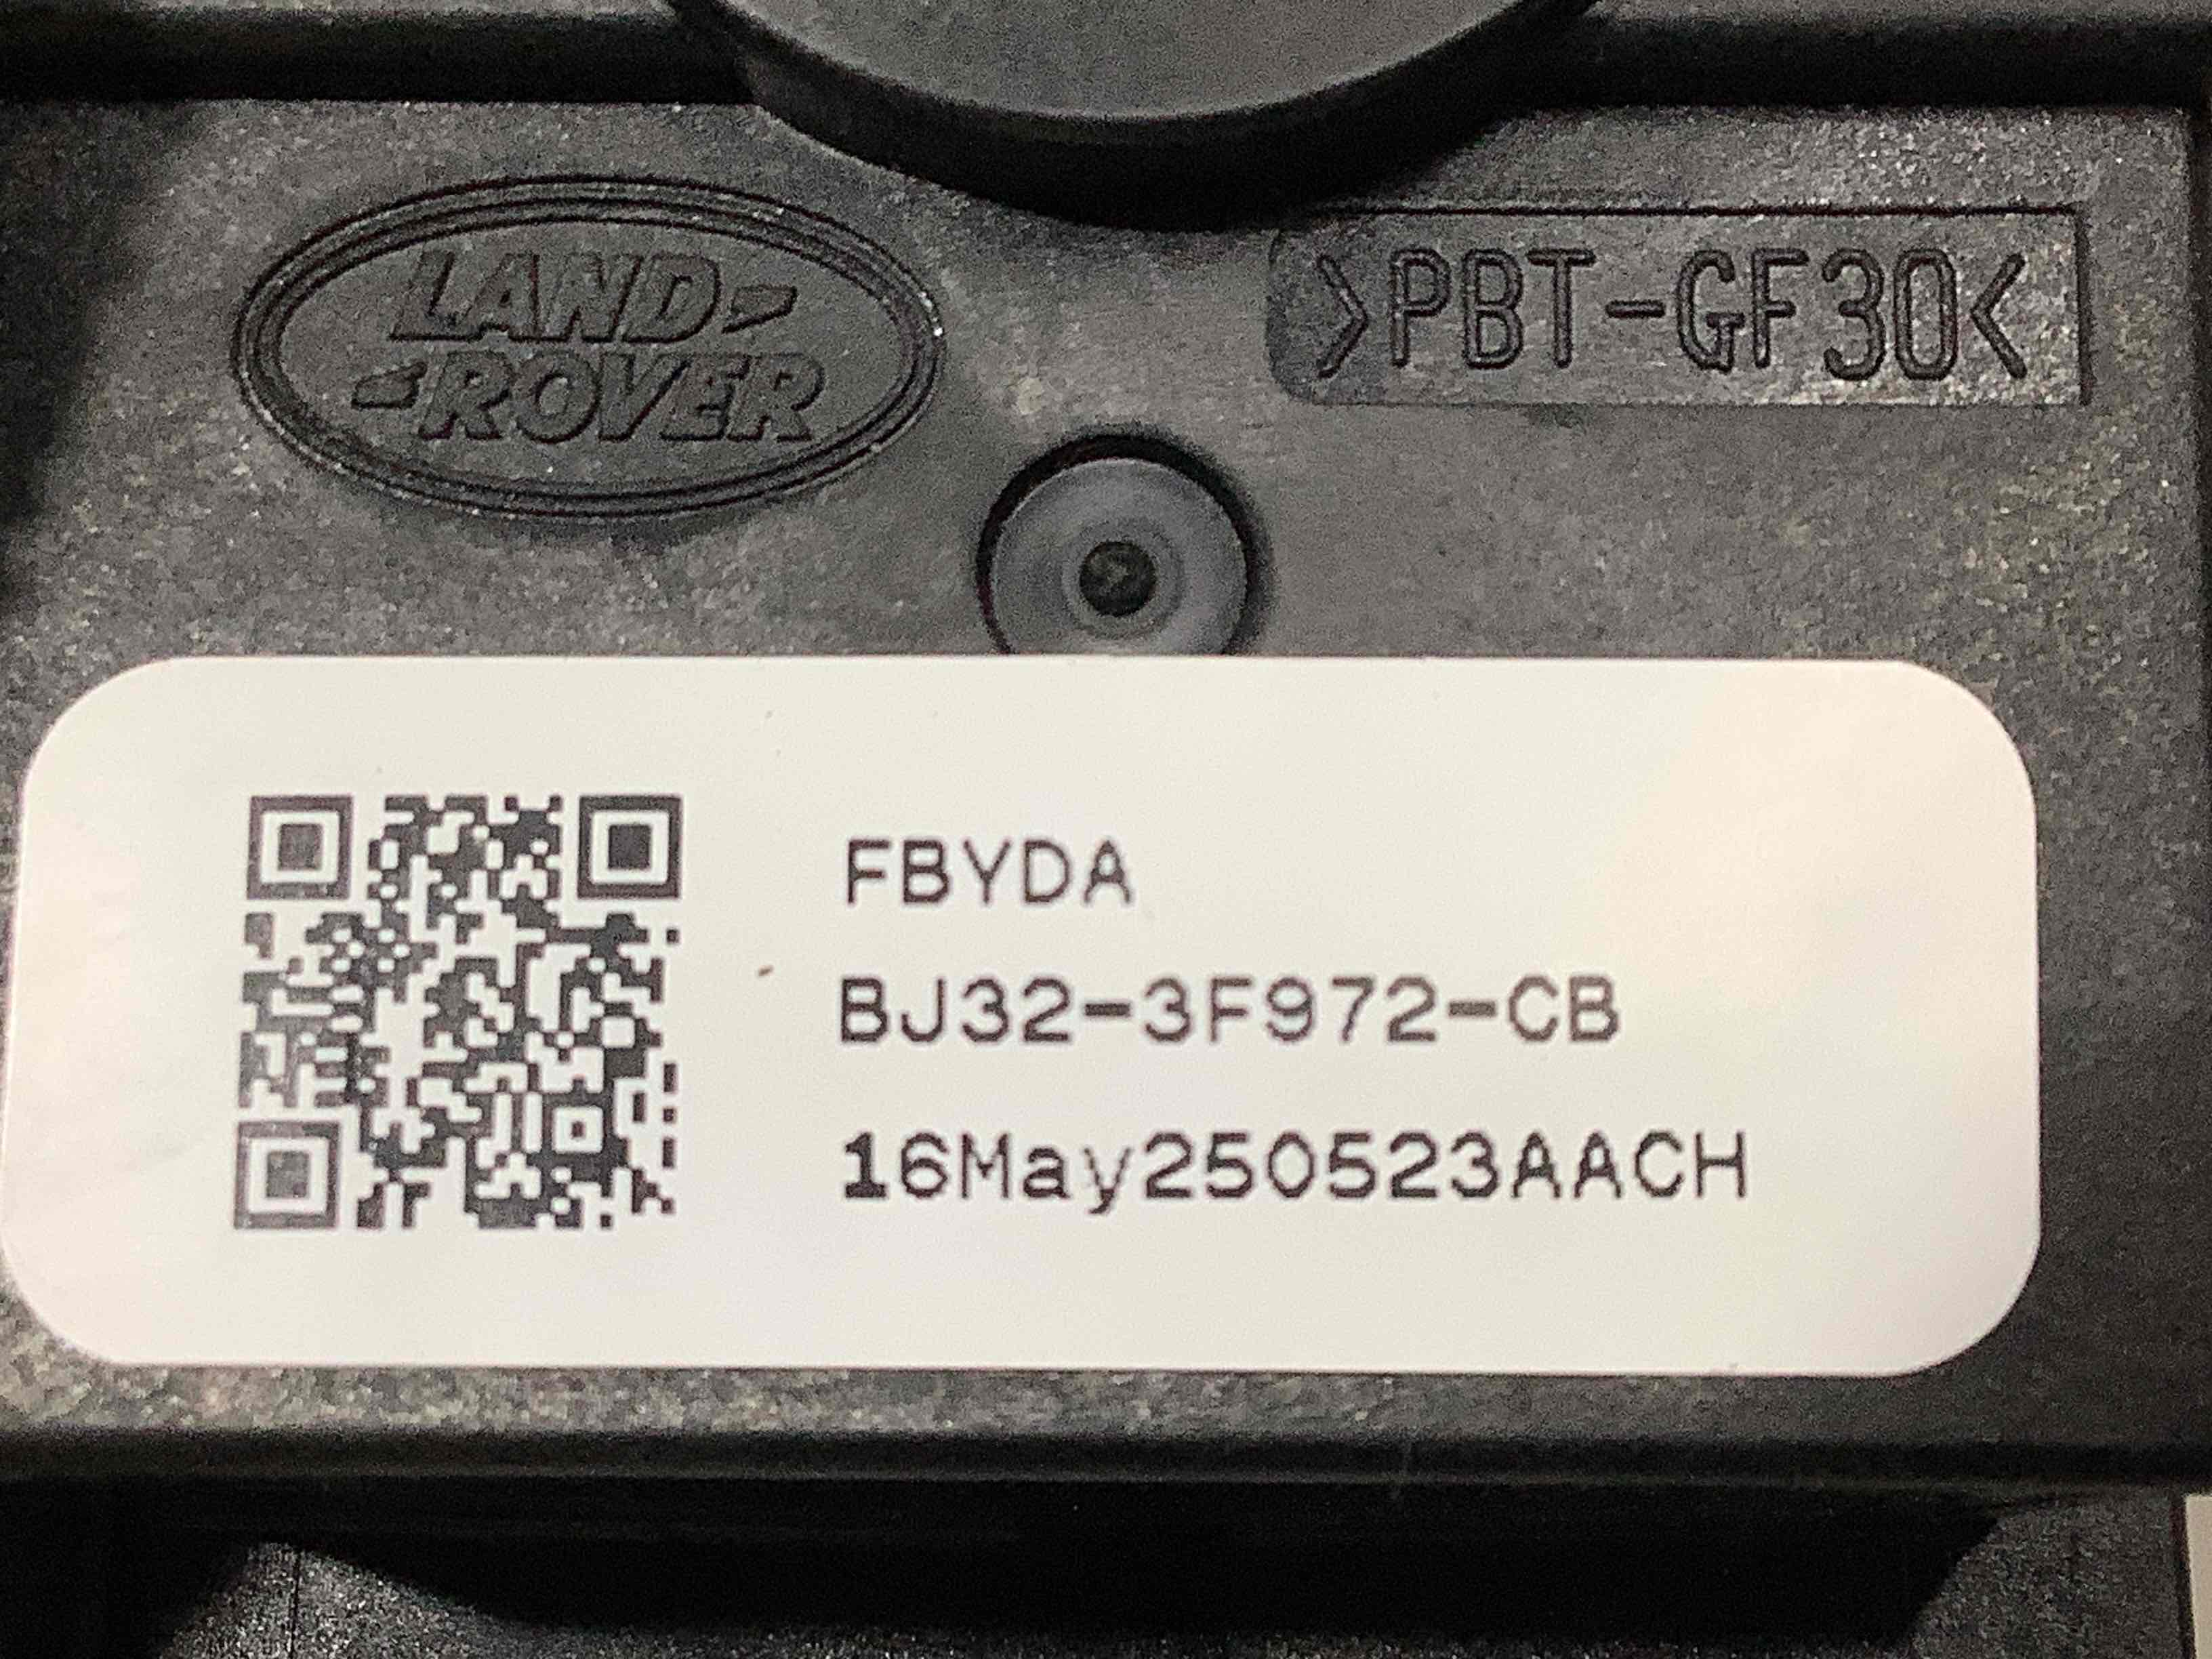 LAND-
-ROVER
>PBT-GF30<
FBYDA
BJ32-3F972-CB
16May250523AACH